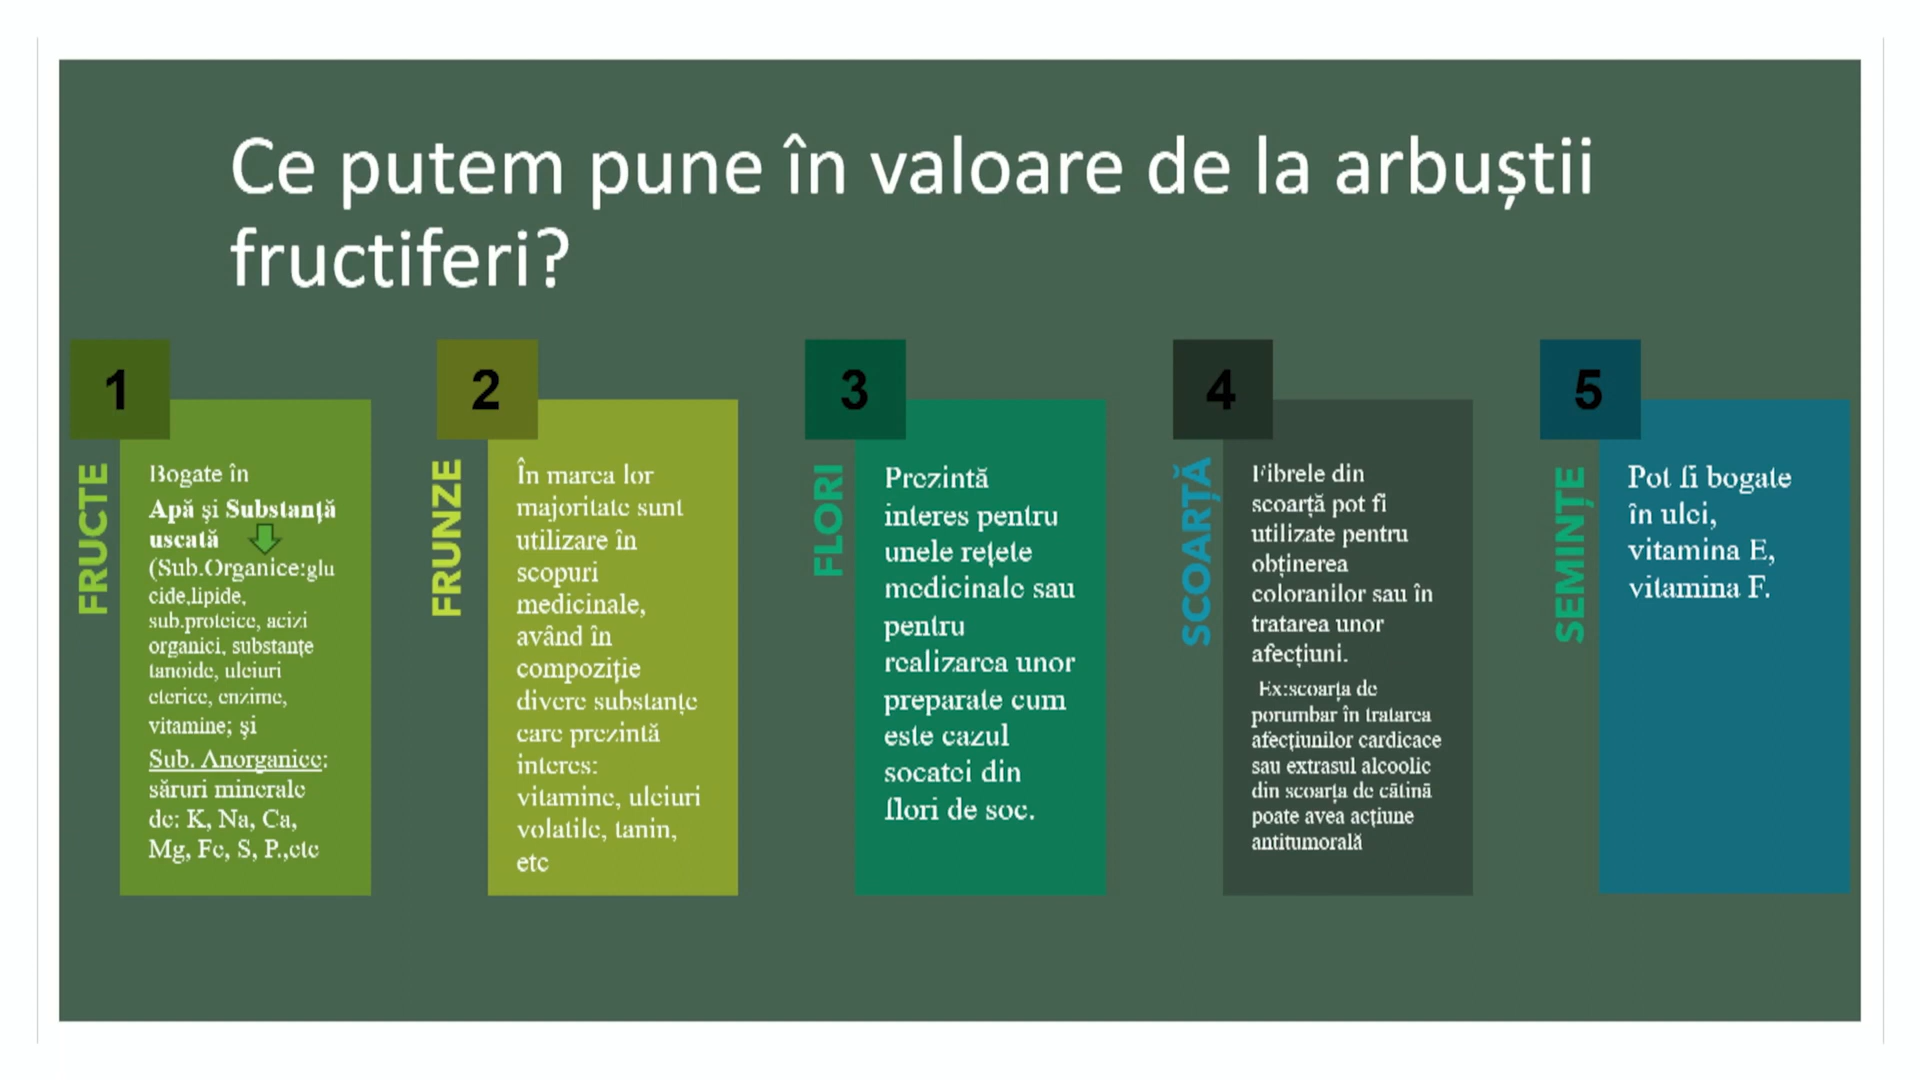 Ce putem pune în valoare de la arbuștii
fructiferi?
1
FRUCTE
Bogate în
Apă şi Substanţă
uscată
(Sub.Organice:glu
cide,lipide,
sub.proteice, acizi
organici, substanțe
tanoide, uleiuri
eterice, enzime,
vitamine; și
Sub. Anorganice:
săruri minerale
de: K, Na, Ca,
Mg, Fe, S, P.,etc
2
FRUNZE
În marea lor
majoritate sunt
utilizare în
scopuri
medicinale,
având în
compoziție
divere substanțe
care prezintă
interes:
vitamine, uleiuri
volatile, tanin,
etc
3
FLORI
Prezintă
interes pentru
unele rețete
medicinale sau
pentru
realizarea unor
preparate cum
este cazul
socatei din
flori de soc.
4
SCOARȚĂ
Fibrele din
scoarță pot fi
utilizate pentru
obținerea
coloranilor sau în
tratarea unor
afecțiuni.
Ex:scoarța de
porumbar în tratarea
afecțiunilor cardicace
sau extrasul alcoolic
din scoarța de cătină
poate avea acțiune
antitumorală
5
SEMINȚE
Pot fi bogate
în ulei,
vitamina E,
vitamina F.